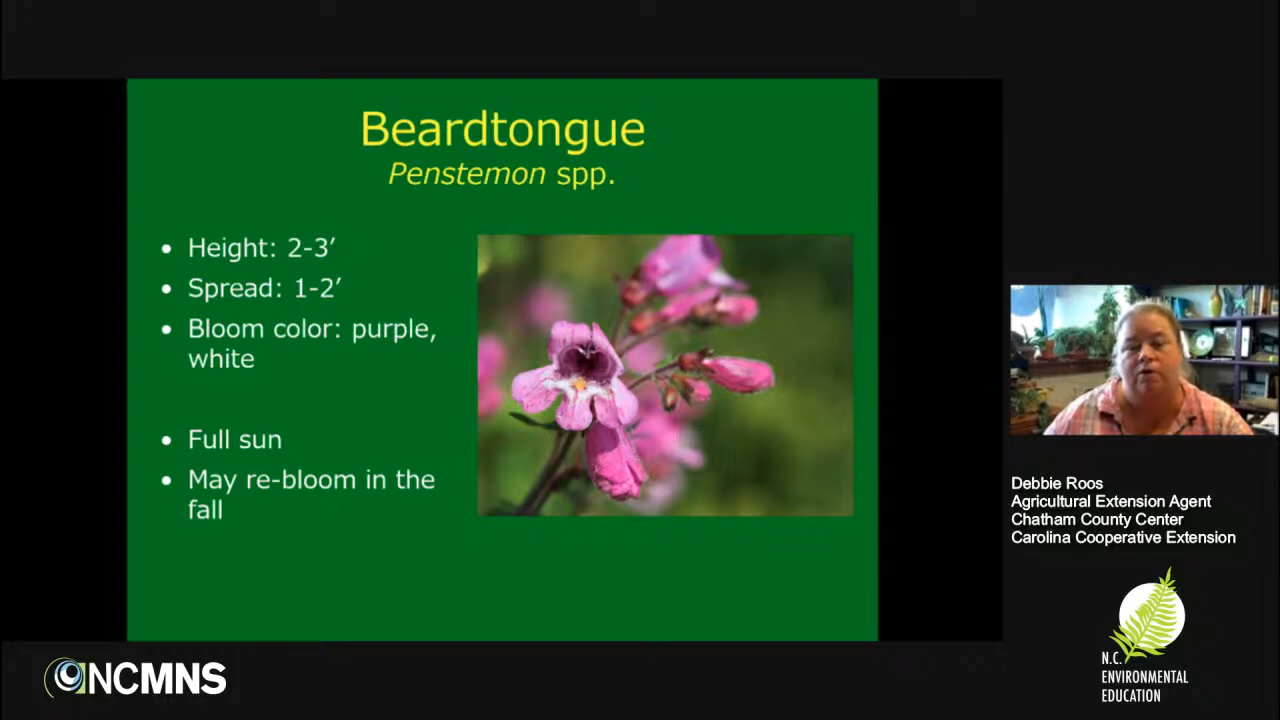 Beardtongue
Penstemon spp.
• Height: 2-3′
• Spread: 1-2′
• Bloom color: purple,
white
• Full sun
• May re-bloom in the
fall
Debbie Roos
Agricultural Extension Agent
Chatham County Center
Carolina Cooperative Extension
NCMNS
N.C.
ENVIRONMENTAL
EDUCATION